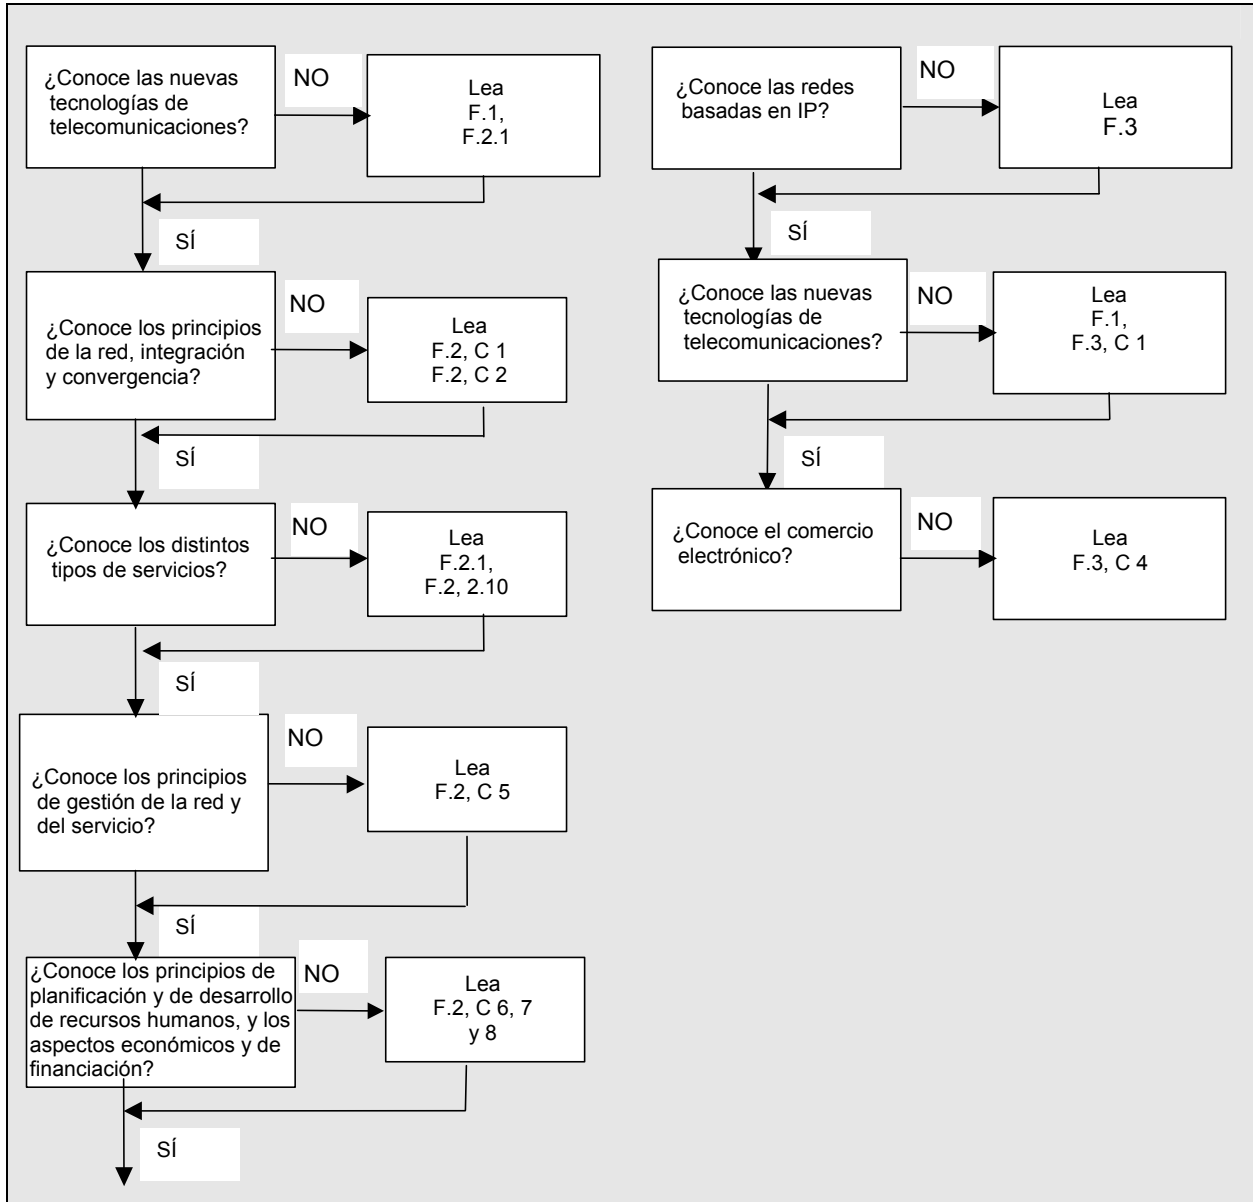 ¿Conoce las nuevas
tecnologías de
telecomunicaciones?
NO
Lea
F.1,
F.2.1
SÍ
¿Conoce los principios
de la red, integración
y convergencia?
NO
Lea
F.2, C 1
F.2, C 2
SÍ
¿Conoce los distintos
tipos de servicios?
NO
Lea
F.2.1,
F.2, 2.10
SÍ
¿Conoce los principios
de gestión de la red y
del servicio?
NO
Lea
F.2, C 5
SÍ
¿Conoce los principios de
planificación y de desarrollo
de recursos humanos, y los
aspectos económicos y de
financiación?
NO
Lea
F.2, C 6, 7
y 8
SÍ
¿Conoce las redes
basadas en IP?
NO
Lea
F.3
SÍ
¿Conoce las nuevas
tecnologías de
telecomunicaciones?
NO
Lea
F.1,
F.3, C 1
SÍ
¿Conoce el comercio
electrónico?
NO
Lea
F.3, C 4